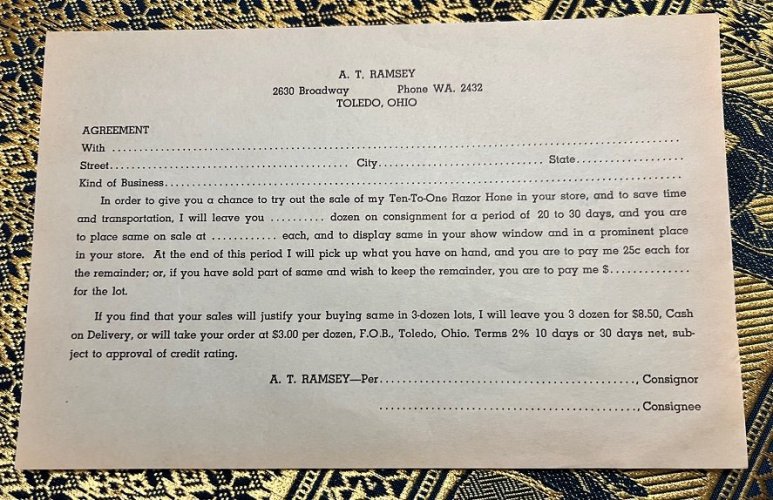 A. T. RAMSEY
2630 Broadway Phone WA. 2432
TOLEDO, OHIO
AGREEMENT
With ........................................................................
Street........................................ City........................................ State........................
Kind of Business........................................................................
In order to give you a chance to try out the sale of my Ten-To-One Razor Hone in your store, and to save time
and transportation, I will leave you .......... dozen on consignment for a period of 20 to 30 days, and you are
to place same on sale at ............ each, and to display same in your show window and in a prominent place
in your store. At the end of this period I will pick up what you have on hand, and you are to pay me 25c each for
the remainder; or, if you have sold part of same and wish to keep the remainder, you are to pay me $..............
for the lot.
If you find that your sales will justify your buying same in 3-dozen lots, I will leave you 3 dozen for $8.50, Cash
on Delivery, or will take your order at $3.00 per dozen, F.O.B., Toledo, Ohio. Terms 2% 10 days or 30 days net, sub-
ject to approval of credit rating.
A. T. RAMSEY—Per............................................, Consignor
............................................, Consignee